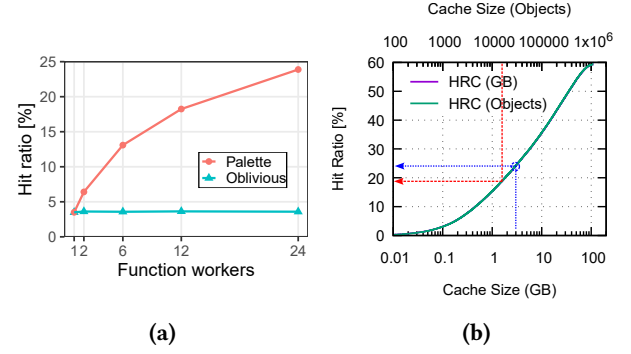 Hit ratio [%]
25
20
15
10
5
0
Palette
Oblivious
1 2 6 12 24
Function workers
(a)
Cache Size (Objects)
100 1000 10000 100000 1x10⁶
Hit Ratio [%]
60
50
40
30
20
10
0
HRC (GB)
HRC (Objects)
0.01 0.1 1 10 100
Cache Size (GB)
(b)